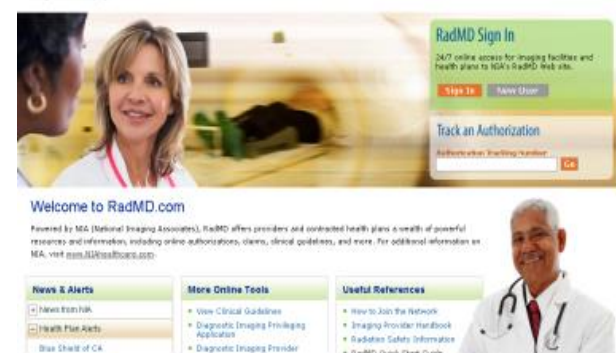 RadMD Sign In
24/7 online access for imaging facilities and
health plans to NIA's RadMD Web site.
Sign In
New User
Track an Authorization
Authorization Tracking Number
Go
Welcome to RadMD.com
Powered by NIA (National Imaging Associates), RadMD offers providers and contracted health plans a wealth of powerful
resources and information, including online authorizations, claims, clinical guidelines, and more. For additional information on
NIA, visit www.NIAhealthcare.com.
News & Alerts
News from NIA
Health Plan Alerts
Blue Shield of CA
More Online Tools
View Clinical Guidelines
Diagnostic Imaging Privileging
Application
Diagnostic Imaging Provider
Useful References
How to Join the Network
Imaging Provider Handbook
Radiation Safety Information
RadMD Quick Start Guide